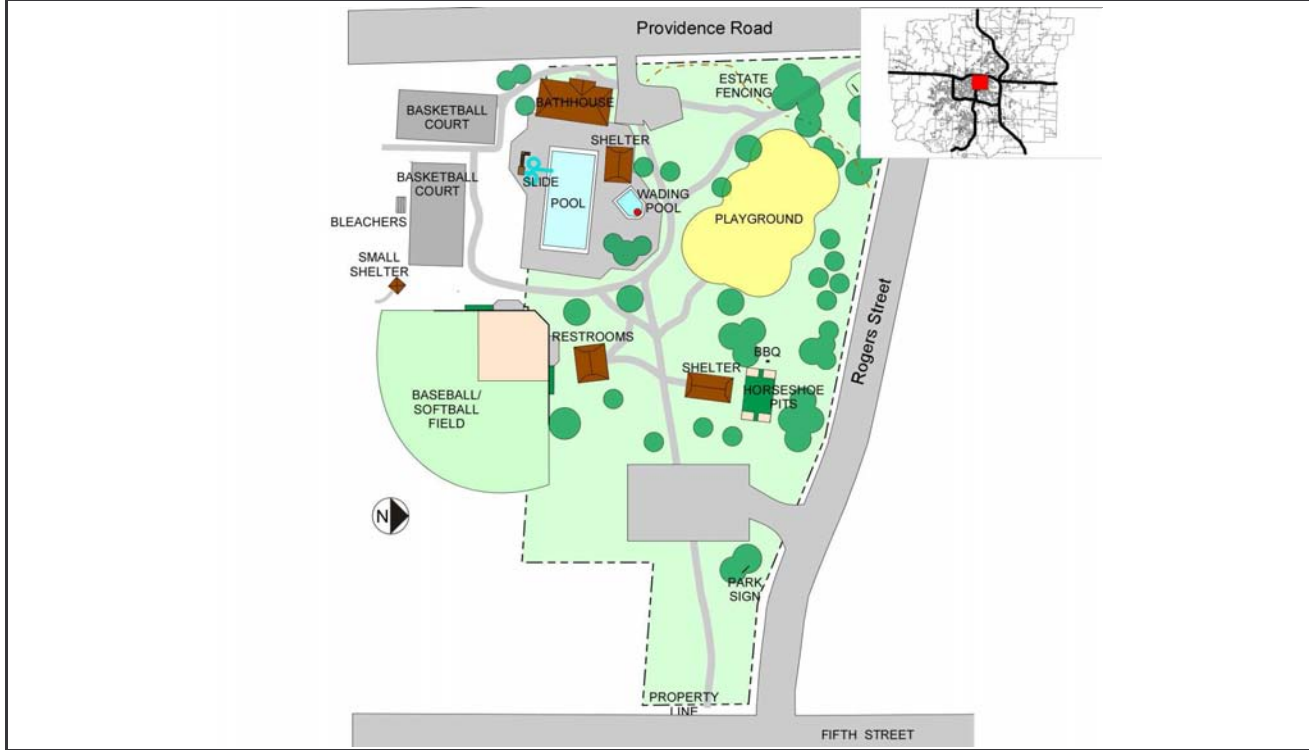 Providence Road
ESTATE
FENCING
BATHHOUSE
BASKETBALL
COURT
SHELTER
BASKETBALL
COURT
SLIDE
POOL
WADING
POOL
PLAYGROUND
BLEACHERS
SMALL
SHELTER
Rogers Street
RESTROOMS
BBQ
SHELTER
HORSESHOE
PITS
BASEBALL/
SOFTBALL
FIELD
N
PARK
SIGN
PROPERTY
LINE
FIFTH STREET